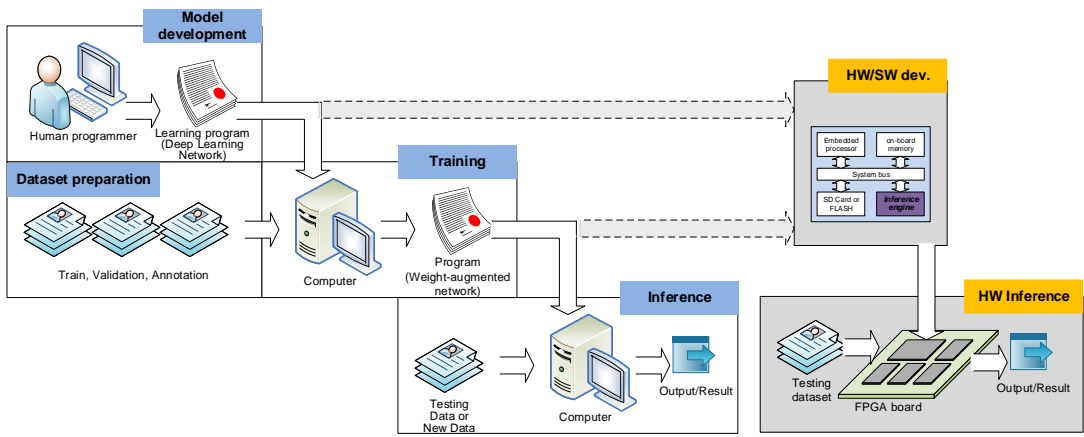 Model
development
Human programmer
Learning program
(Deep Learning
Network)
Dataset preparation
Train, Validation, Annotation
Training
Computer
Program
(Weight-augmented
network)
Inference
Testing
Data or
New Data
Computer
Output/Result
HW/SW dev.
Embedded
processor
on-board
memory
System bus
SD Card or
FLASH
Inference
engine
HW Inference
Testing
dataset
FPGA board
Output/Result